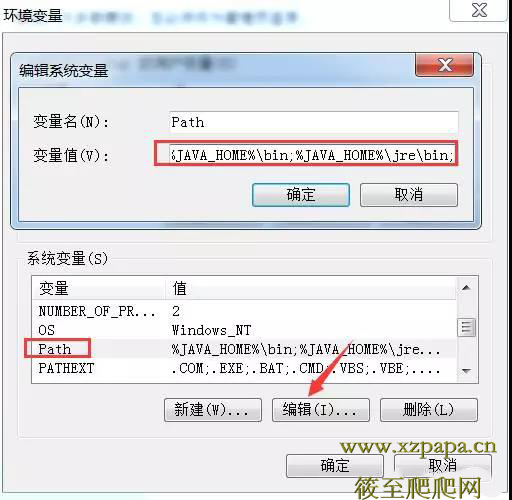 环境变量
编辑系统变量
变量名(N):
Path
变量值(V):
%JAVA_HOME%\bin;%JAVA_HOME%\jre\bin;
确定
取消
系统变量(S)
变量
值
NUMBER_OF_PR...
2
OS
Windows_NT
Path
%JAVA_HOME%\bin;%JAVA_HOME%\jre...
PATHEXT
.COM;.EXE;.BAT;.CMD;.VBS;.VBE;....
新建(W)...
编辑(I)...
删除(L)
www.xzpapa.cn
确定
取消
筱至爬爬网